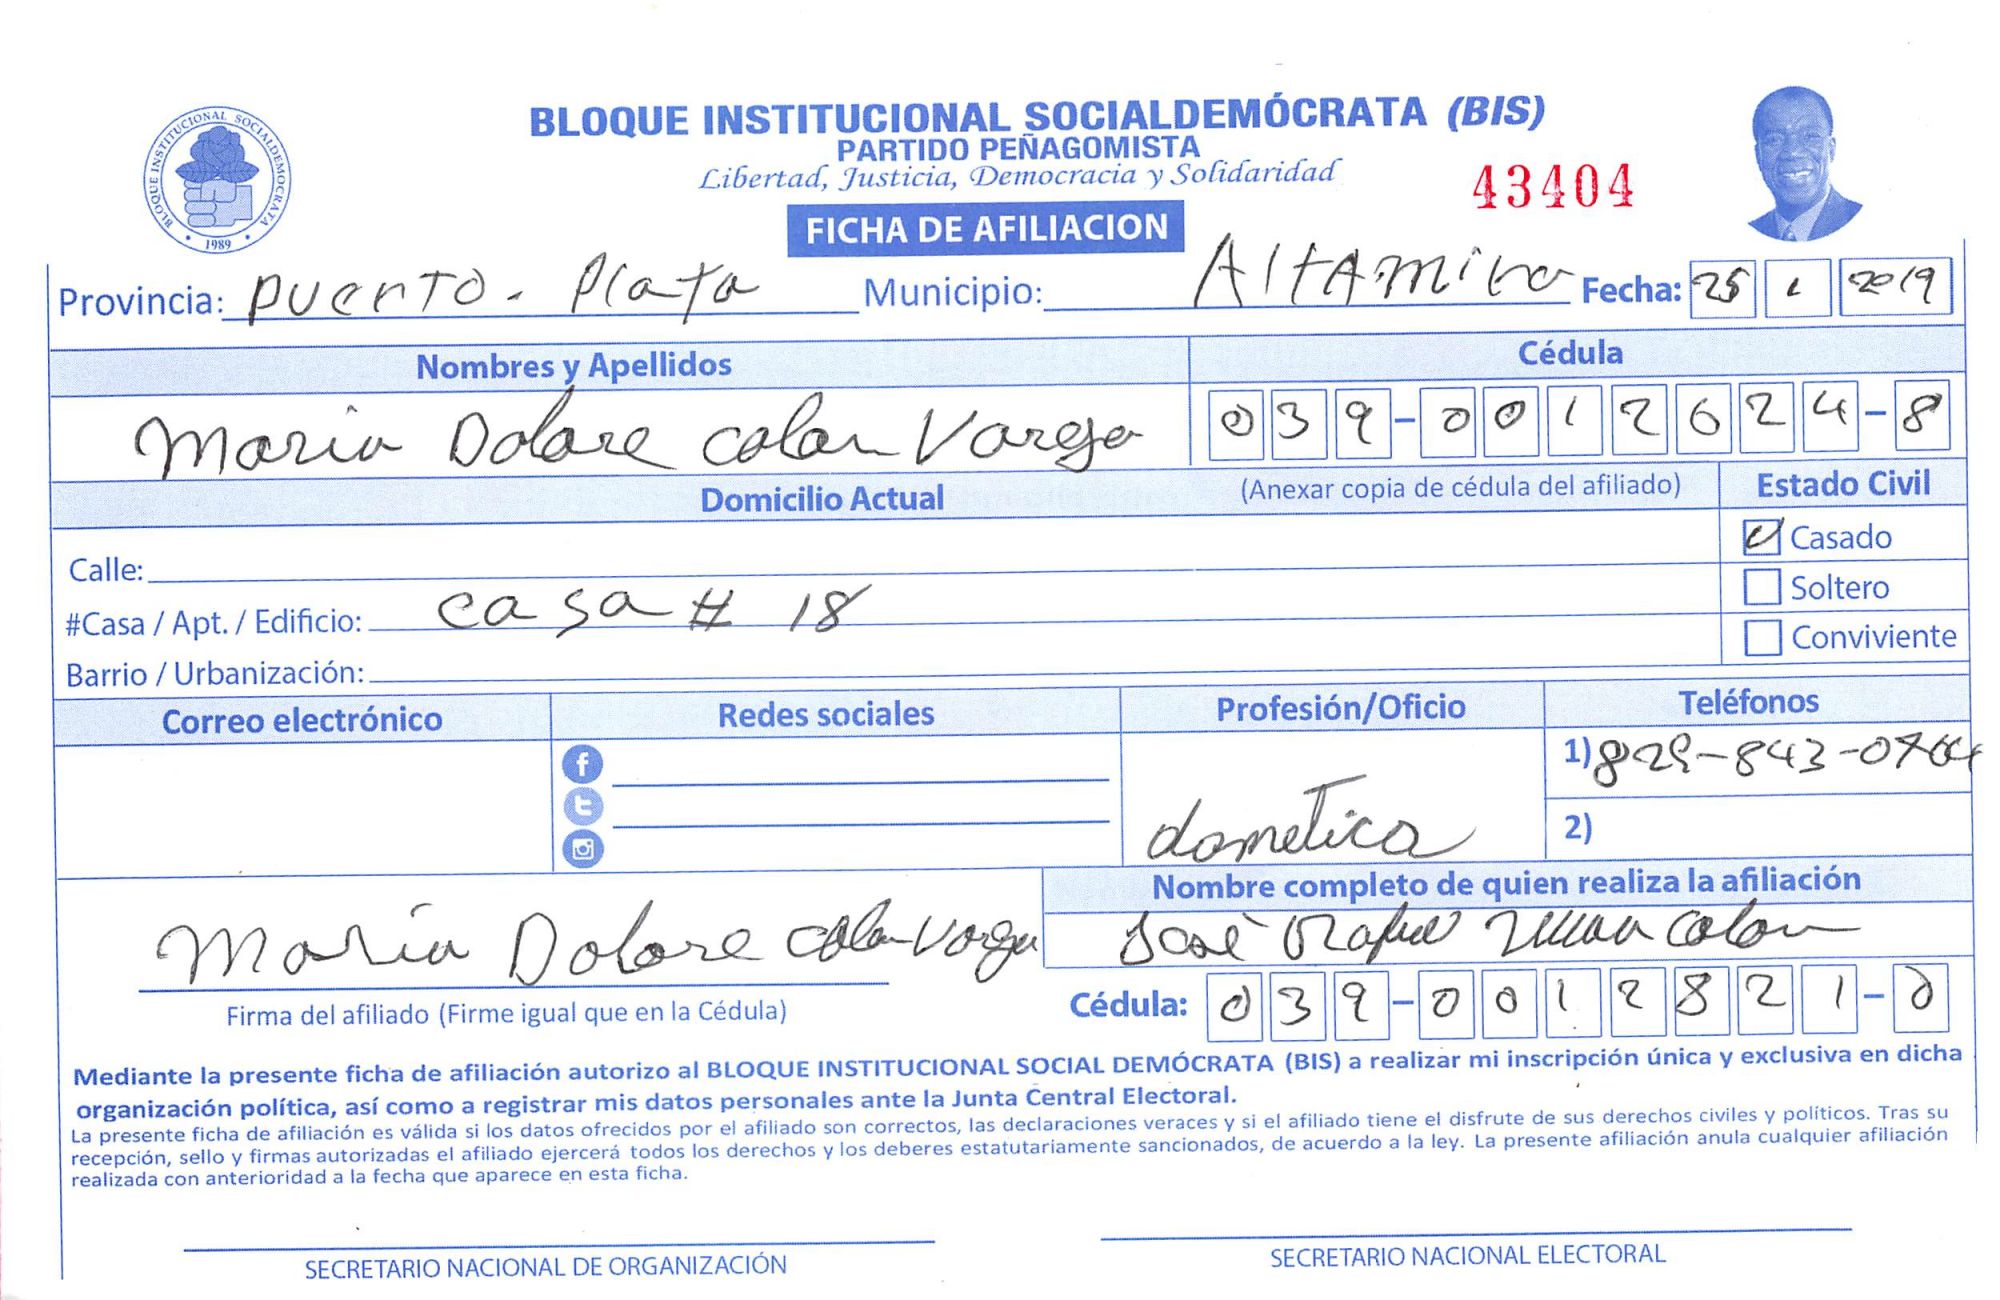 BLOQUE INSTITUCIONAL SOCIALDEMOCRATA
1989
BLOQUE INSTITUCIONAL SOCIALDEMÓCRATA (BIS)
PARTIDO PEÑAGOMISTA
Libertad, Justicia, Democracia y Solidaridad
43404
FICHA DE AFILIACION
Provincia: Puerto. Plata Municipio: AltAmira Fecha: 25 1 2019
Nombres y Apellidos Cédula
Maria Dolore colon Varga 039-0012624-8
Domicilio Actual (Anexar copia de cédula del afiliado) Estado Civil
Casado
Calle:
Soltero
#Casa / Apt. / Edificio: casa # 18
Conviviente
Barrio / Urbanización:
Correo electrónico Redes sociales Profesión/Oficio Teléfonos
1) 829-843-0764
dometica
2)
Nombre completo de quien realiza la afiliación
Maria Dolore colon Varga José Rafael colon
Firma del afiliado (Firme igual que en la Cédula) Cédula: 039-0012821-0
Mediante la presente ficha de afiliación autorizo al BLOQUE INSTITUCIONAL SOCIAL DEMÓCRATA (BIS) a realizar mi inscripción única y exclusiva en dicha
organización política, así como a registrar mis datos personales ante la Junta Central Electoral.
La presente ficha de afiliación es válida si los datos ofrecidos por el afiliado son correctos, las declaraciones veraces y si el afiliado tiene el disfrute de sus derechos civiles y políticos. Tras su
recepción, sello y firmas autorizadas el afiliado ejercerá todos los derechos y los deberes estatutariamente sancionados, de acuerdo a la ley. La presente afiliación anula cualquier afiliación
realizada con anterioridad a la fecha que aparece en esta ficha.
SECRETARIO NACIONAL DE ORGANIZACIÓN SECRETARIO NACIONAL ELECTORAL